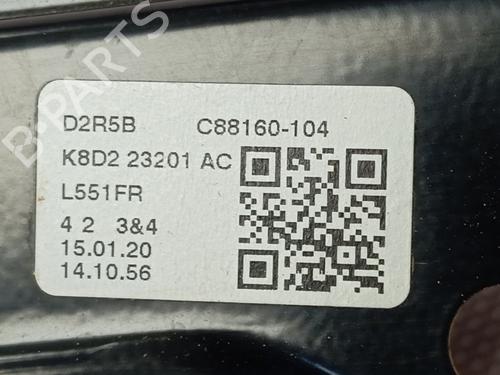 D2R5B C88160-104
K8D2 23201 AC
L551FR
4 2 3&4
15.01.20
14.10.56
B-PARTS